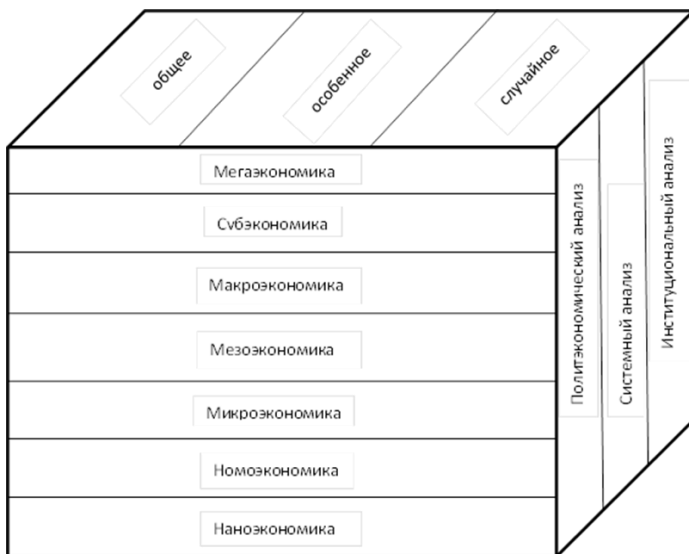 общее
особенное
случайное
Мегаэкономика
Субэкономика
Макроэкономика
Мезоэкономика
Микроэкономика
Номоэкономика
Наноэкономика
Политэкономический анализ
Системный анализ
Институциональный анализ